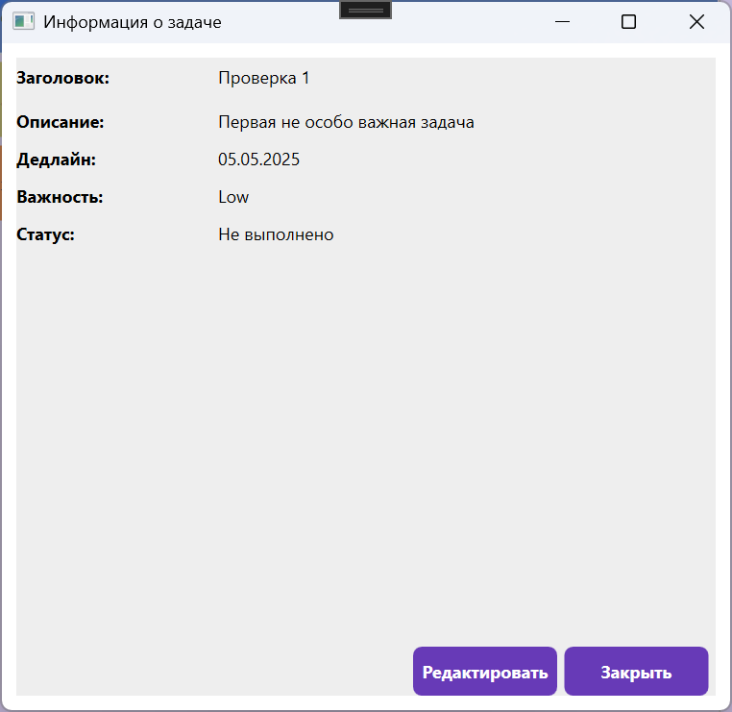 Информация о задаче
Заголовок: Проверка 1
Описание: Первая не особо важная задача
Дедлайн: 05.05.2025
Важность: Low
Статус: Не выполнено
Редактировать Закрыть